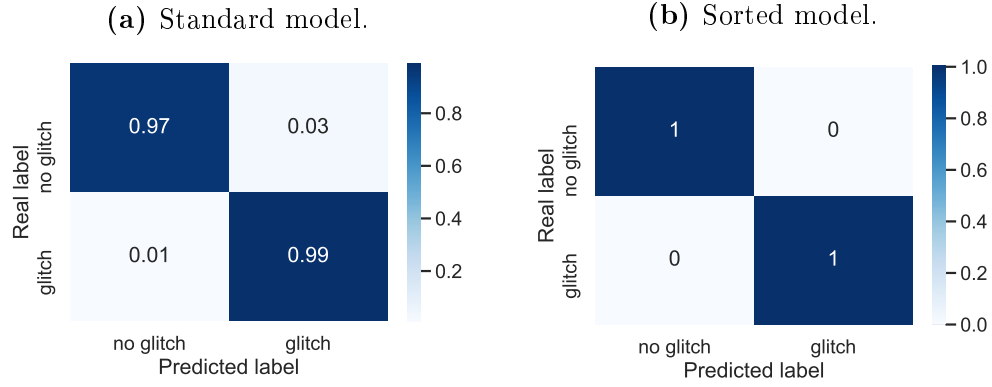 (a) Standard model.
Real label
no glitch
glitch
0.97
0.03
0.01
0.99
no glitch
glitch
Predicted label
0.8
0.6
0.4
0.2
(b) Sorted model.
Real label
no glitch
glitch
1
0
0
1
no glitch
glitch
Predicted label
1.0
0.8
0.6
0.4
0.2
0.0